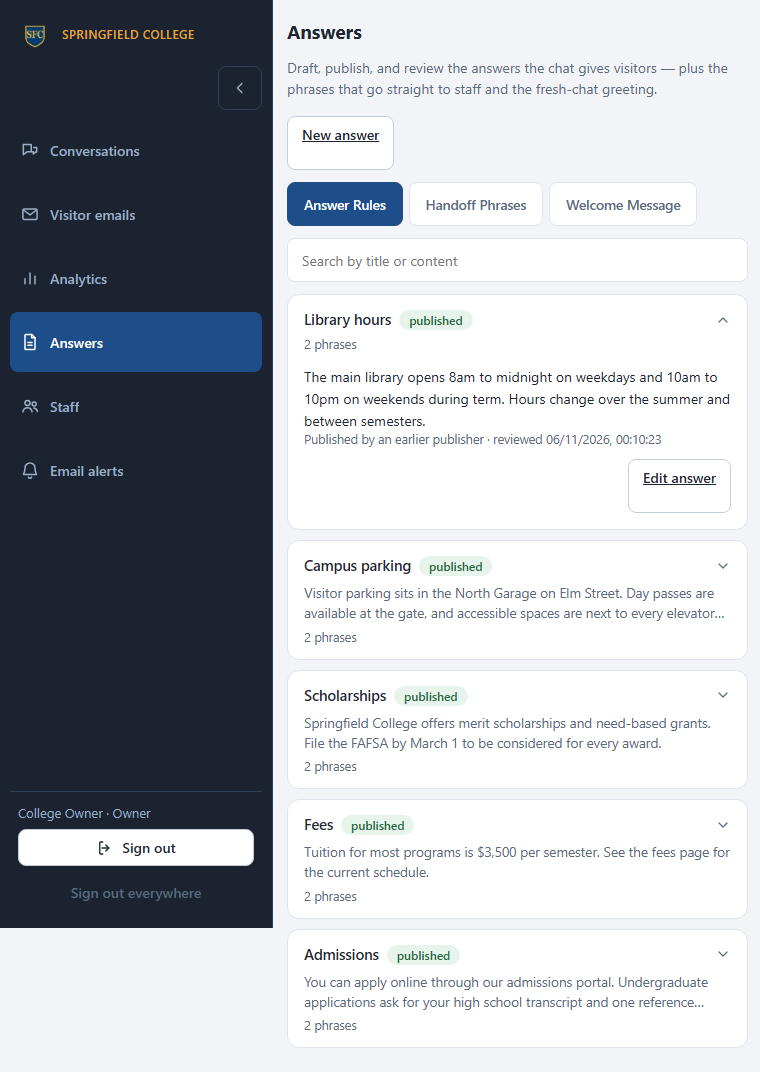 SFC
SPRINGFIELD COLLEGE
Conversations
Visitor emails
Analytics
Answers
Staff
Email alerts
College Owner · Owner
Sign out
Sign out everywhere
Answers
Draft, publish, and review the answers the chat gives visitors — plus the
phrases that go straight to staff and the fresh-chat greeting.
New answer
Answer Rules
Handoff Phrases
Welcome Message
Search by title or content
Library hours published
2 phrases
The main library opens 8am to midnight on weekdays and 10am to
10pm on weekends during term. Hours change over the summer and
between semesters.
Published by an earlier publisher · reviewed 06/11/2026, 00:10:23
Edit answer
Campus parking published
Visitor parking sits in the North Garage on Elm Street. Day passes are
available at the gate, and accessible spaces are next to every elevator...
2 phrases
Scholarships published
Springfield College offers merit scholarships and need-based grants.
File the FAFSA by March 1 to be considered for every award.
2 phrases
Fees published
Tuition for most programs is $3,500 per semester. See the fees page for
the current schedule.
2 phrases
Admissions published
You can apply online through our admissions portal. Undergraduate
applications ask for your high school transcript and one reference...
2 phrases